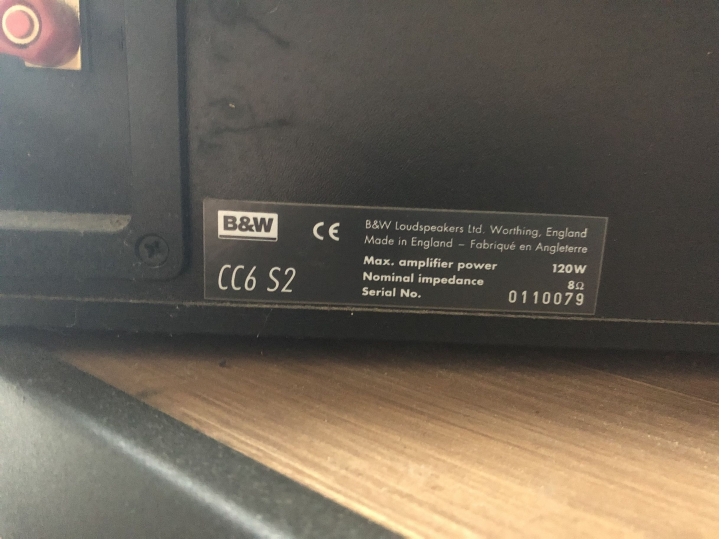 B&W
CE
B&W Loudspeakers Ltd. Worthing, England
Made in England – Fabriqué en Angleterre
CC6 S2
Max. amplifier power 120W
Nominal impedance 8Ω
Serial No. 0110079